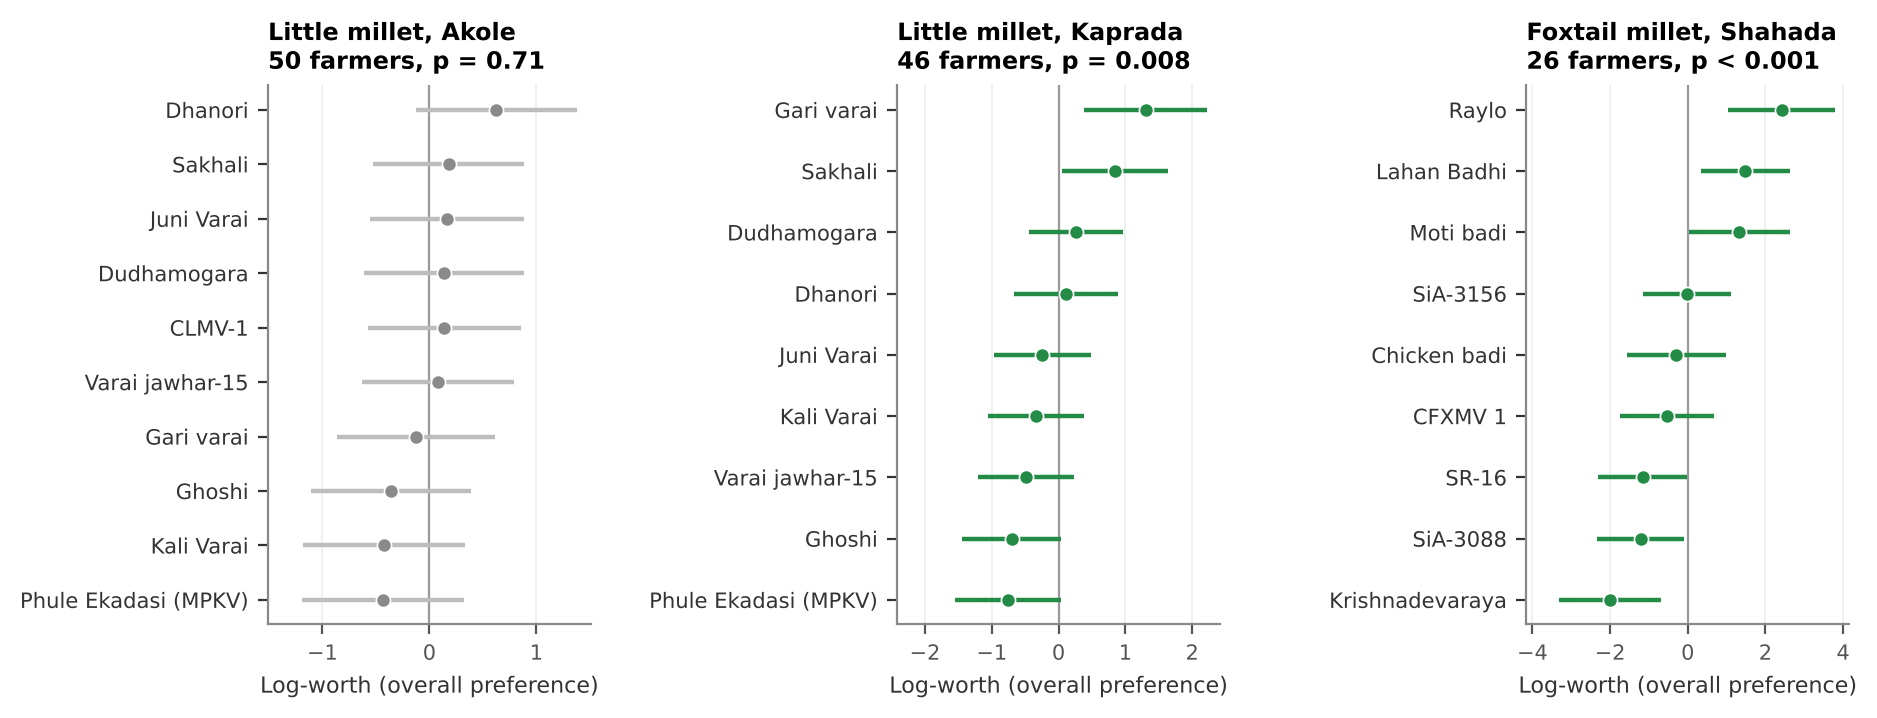 Little millet, Akole
50 farmers, p = 0.71
Dhanori
Sakhali
Juni Varai
Dudhamogara
CLMV-1
Varai jawhar-15
Gari varai
Ghoshi
Kali Varai
Phule Ekadasi (MPKV)
−1 0 1
Log-worth (overall preference)
Little millet, Kaprada
46 farmers, p = 0.008
Gari varai
Sakhali
Dudhamogara
Dhanori
Juni Varai
Kali Varai
Varai jawhar-15
Ghoshi
Phule Ekadasi (MPKV)
−2 −1 0 1 2
Log-worth (overall preference)
Foxtail millet, Shahada
26 farmers, p < 0.001
Raylo
Lahan Badhi
Moti badi
SiA-3156
Chicken badi
CFXMV 1
SR-16
SiA-3088
Krishnadevaraya
−4 −2 0 2 4
Log-worth (overall preference)